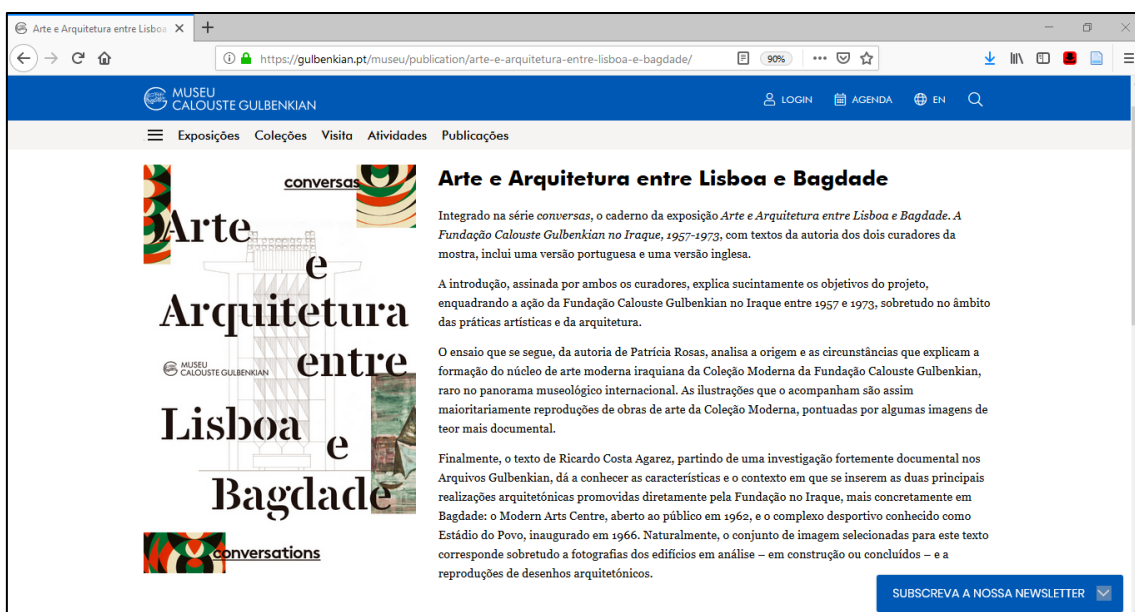 Arte e Arquitetura entre Lisboa
https://gulbenkian.pt/museu/publication/arte-e-arquitetura-entre-lisboa-e-bagdade/
90%
MUSEU
CALOUSTE GULBENKIAN
LOGIN
AGENDA
EN
Exposições Coleções Visita Atividades Publicações
conversas
Arte
e
Arquitetura
MUSEU
CALOUSTE GULBENKIAN
entre
Lisboa
e
Bagdade
conversations
Arte e Arquitetura entre Lisboa e Bagdade
Integrado na série conversas, o caderno da exposição Arte e Arquitetura entre Lisboa e Bagdade. A
Fundação Calouste Gulbenkian no Iraque, 1957-1973, com textos da autoria dos dois curadores da
mostra, inclui uma versão portuguesa e uma versão inglesa.
A introdução, assinada por ambos os curadores, explica sucintamente os objetivos do projeto,
enquadrando a ação da Fundação Calouste Gulbenkian no Iraque entre 1957 e 1973, sobretudo no âmbito
das práticas artísticas e da arquitetura.
O ensaio que se segue, da autoria de Patrícia Rosas, analisa a origem e as circunstâncias que explicam a
formação do núcleo de arte moderna iraquiana da Coleção Moderna da Fundação Calouste Gulbenkian,
raro no panorama museológico internacional. As ilustrações que o acompanham são assim
maioritariamente reproduções de obras de arte da Coleção Moderna, pontuadas por algumas imagens de
teor mais documental.
Finalmente, o texto de Ricardo Costa Agarez, partindo de uma investigação fortemente documental nos
Arquivos Gulbenkian, dá a conhecer as características e o contexto em que se inserem as duas principais
realizações arquitetónicas promovidas diretamente pela Fundação no Iraque, mais concretamente em
Bagdade: o Modern Arts Centre, aberto ao público em 1962, e o complexo desportivo conhecido como
Estádio do Povo, inaugurado em 1966. Naturalmente, o conjunto de imagem selecionadas para este texto
corresponde sobretudo a fotografias dos edifícios em análise – em construção ou concluídos – e a
reproduções de desenhos arquitetónicos.
SUBSCREVA A NOSSA NEWSLETTER